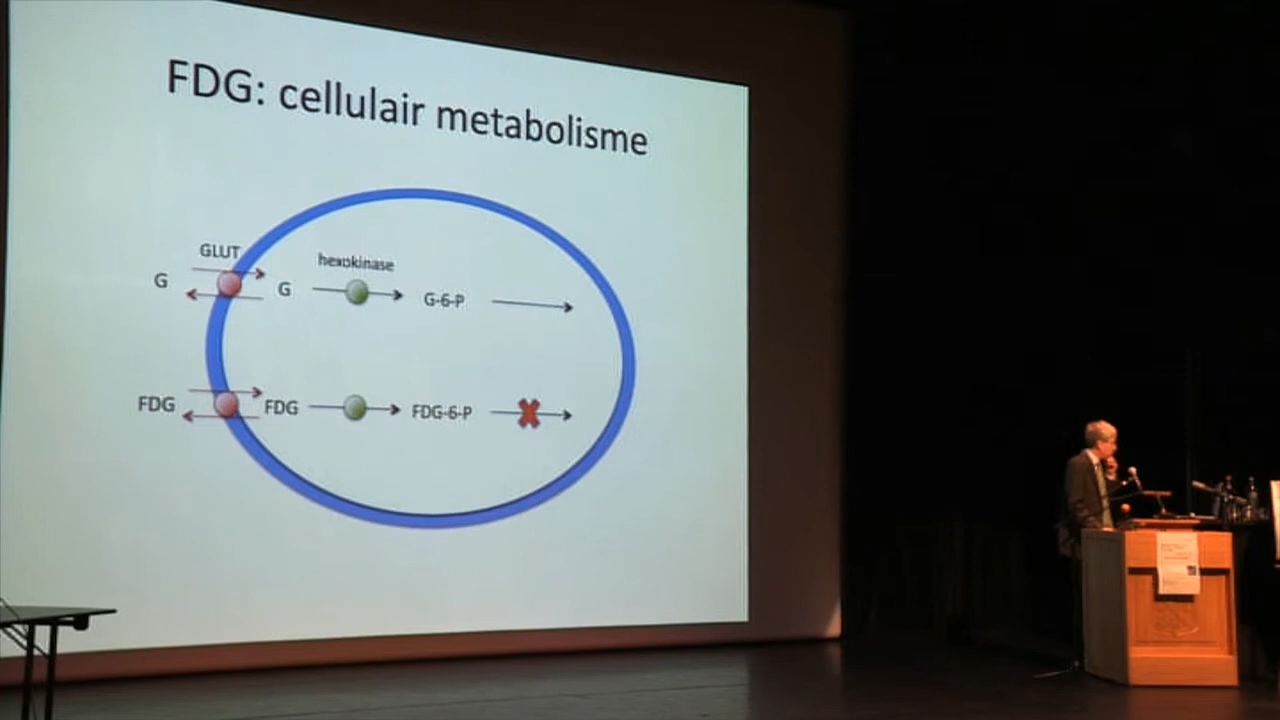 FDG: cellulair metabolisme
GLUT
hexokinase
G
G
G-6-P
FDG
FDG
FDG-6-P